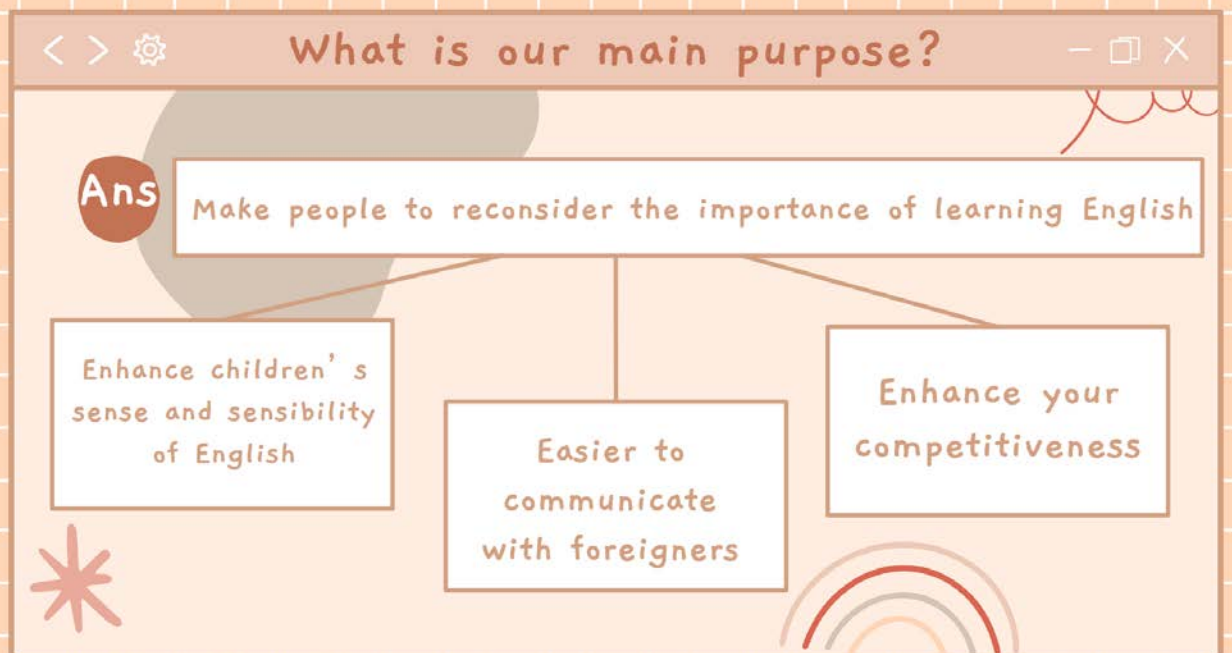 What is our main purpose?
Ans
Make people to reconsider the importance of learning English
Enhance children’ s
sense and sensibility
of English
Easier to
communicate
with foreigners
Enhance your
competitiveness